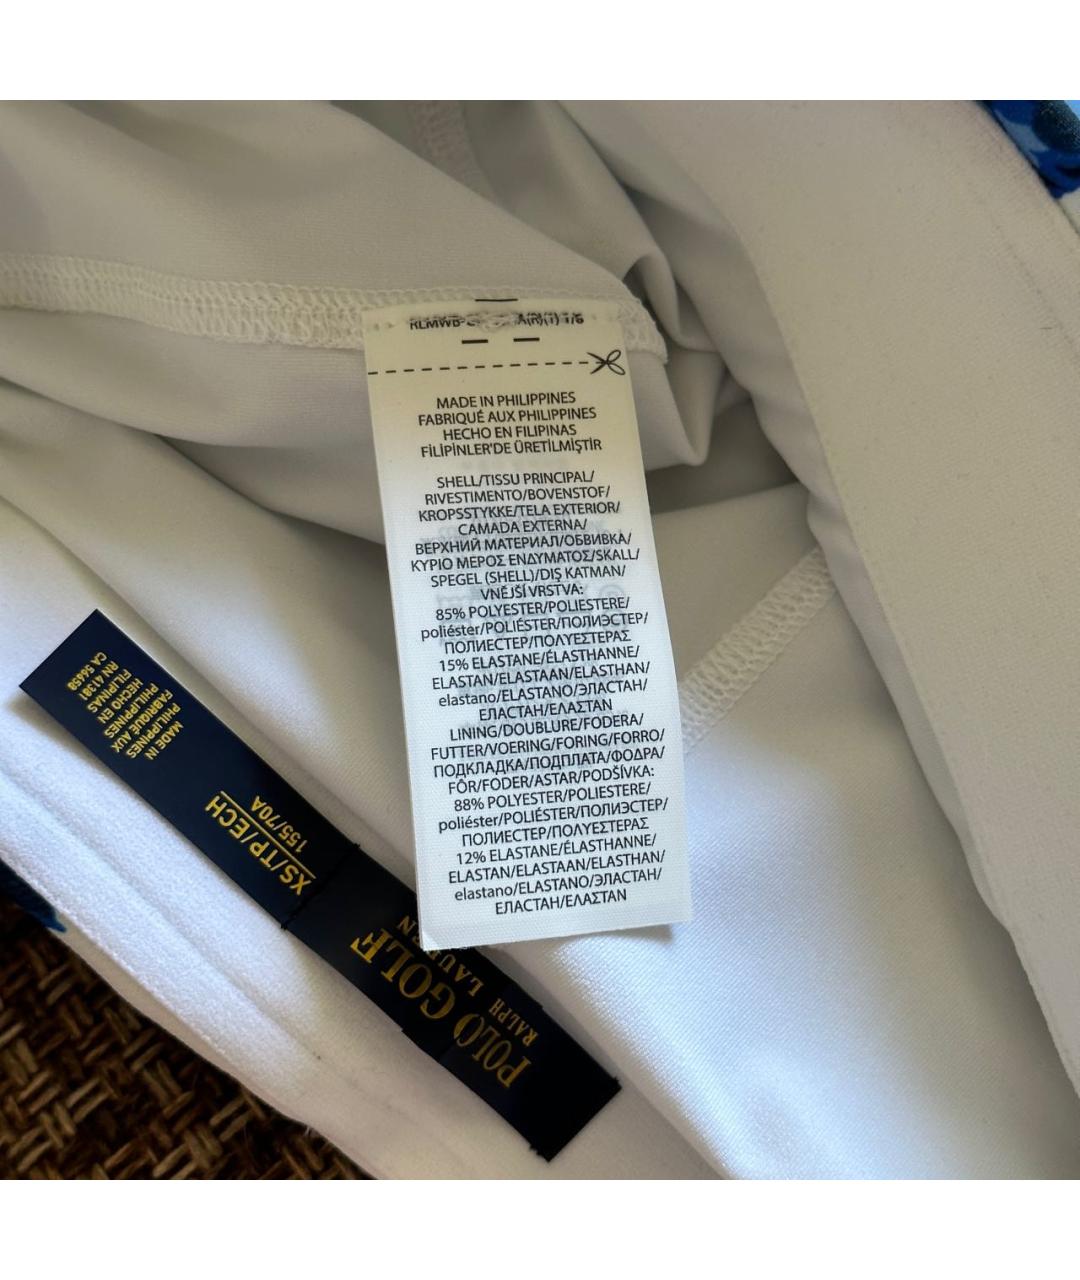 MADE IN PHILIPPINES
FABRIQUÉ AUX PHILIPPINES
HECHO EN FILIPINAS
FİLİPİNLER'DE ÜRETİLMİŞTİR
SHELL/TISSU PRINCIPAL/
RIVESTIMENTO/BOVENSTOF/
KROPSSTYKKE/TELA EXTERIOR/
CAMADA EXTERNA/
ВЕРХНИЙ МАТЕРИАЛ/ОБВИВКА/
ΚΥΡΙΟ ΜΕΡΟΣ ΕΝΔΥΜΑΤΟΣ/SKALL/
SPEGEL (SHELL)/DIŞ KATMAN/
VNĚJŠÍ VRSTVA:
85% POLYESTER/POLIESTERE/
poliéster/POLIÉSTER/ПОЛИЭСТЕР/
ПОЛИЕСТЕР/ΠΟΛΥΕΣΤΕΡΑΣ
15% ELASTANE/ÉLASTHANNE/
ELASTAN/ELASTAAN/ELASTHAN/
elastano/ELASTANO/ЭЛАСТАН/
ЕЛАСТАН/ΕΛΑΣΤΑΝ
LINING/DOUBLURE/FODERA/
FUTTER/VOERING/FORING/FORRO/
ПОДКЛАДКА/ПОДПЛАТА/ΦΟΔΡΑ/
FÔR/FODER/ASTAR/PODŠÍVKA:
88% POLYESTER/POLIESTERE/
poliéster/POLIÉSTER/ПОЛИЭСТЕР/
ПОЛИЕСТЕР/ΠΟΛΥΕΣΤΕΡΑΣ
12% ELASTANE/ÉLASTHANNE/
ELASTAN/ELASTAAN/ELASTHAN/
elastano/ELASTANO/ЭЛАСТАН/
ЕЛАСТАН/ΕΛΑΣΤΑΝ
POLO GOLF
RALPH LAUREN
XS/TP/ECH
155/70A
MADE IN
PHILIPPINES
FABRIQUÉ AUX
PHILIPPINES
HECHO EN
FILIPINAS
RN 41381
CA 56658